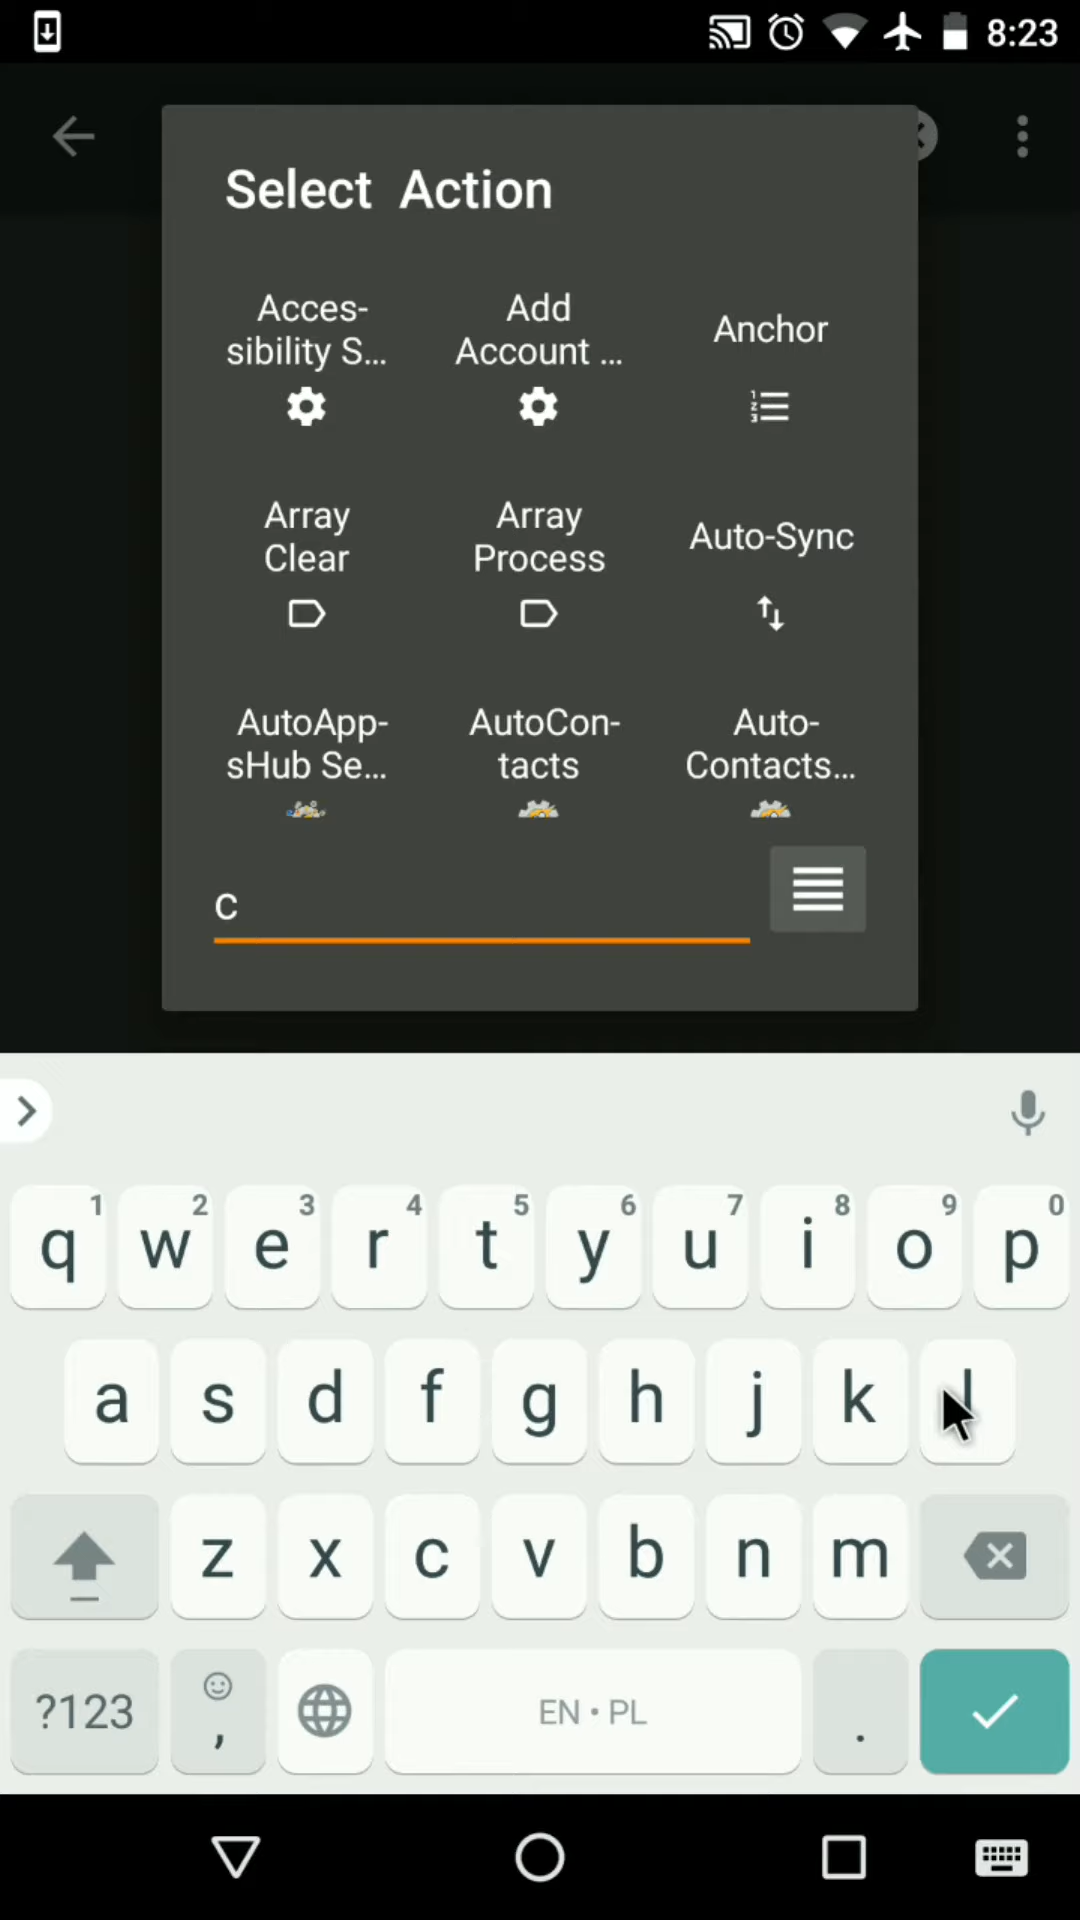 8:23
Select Action
Acces-
sibility S...
Add
Account ...
Anchor
Array
Clear
Array
Process
Auto-Sync
AutoApp-
sHub Se...
AutoCon-
tacts
Auto-
Contacts...
c
1 2 3 4 5 6 7 8 9 0
q w e r t y u i o p
a s d f g h j k l
z x c v b n m
?123 , EN • PL .